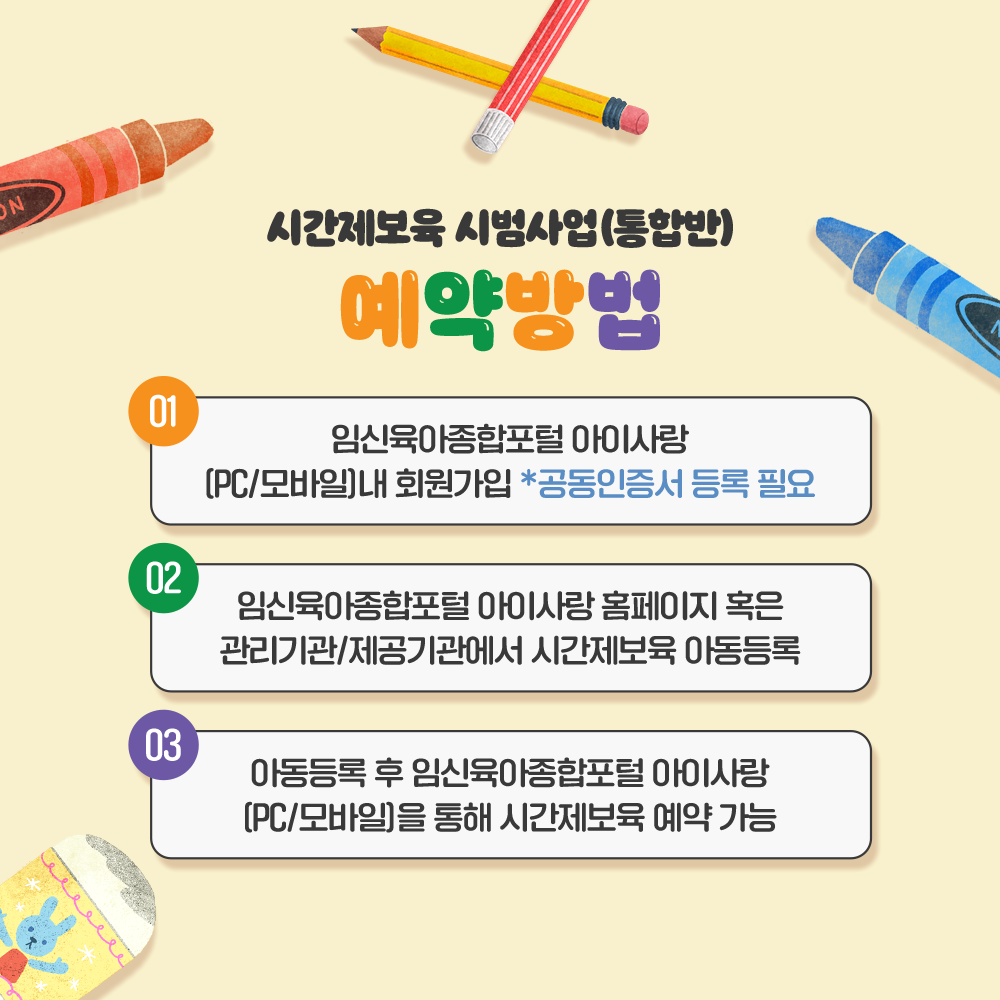 시간제보육 시범사업(통합반)
예약방법
01
임신육아종합포털 아이사랑
(PC/모바일)내 회원가입 *공동인증서 등록 필요
02
임신육아종합포털 아이사랑 홈페이지 혹은
관리기관/제공기관에서 시간제보육 아동등록
03
아동등록 후 임신육아종합포털 아이사랑
(PC/모바일)을 통해 시간제보육 예약 가능